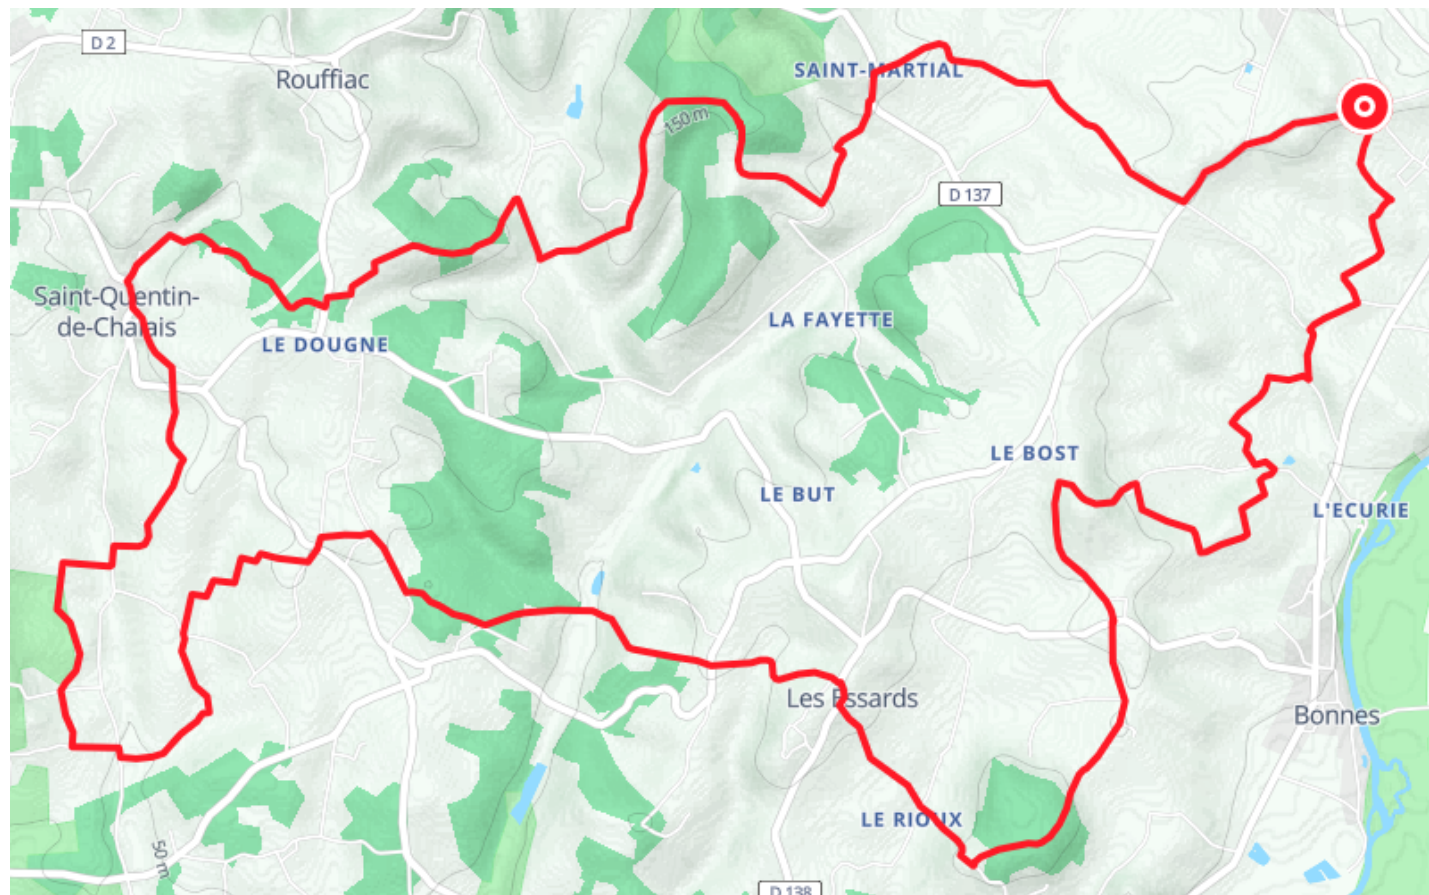 D 2
Rouffiac
SAINT-MARTIAL
150 m
D 137
Saint-Quentin-
de-Chalais
LE DOUGNE
LA FAYETTE
LE BOST
LE BUT
L'ECURIE
Les Essards
Bonnes
LE RIOUX
50 m
D 138